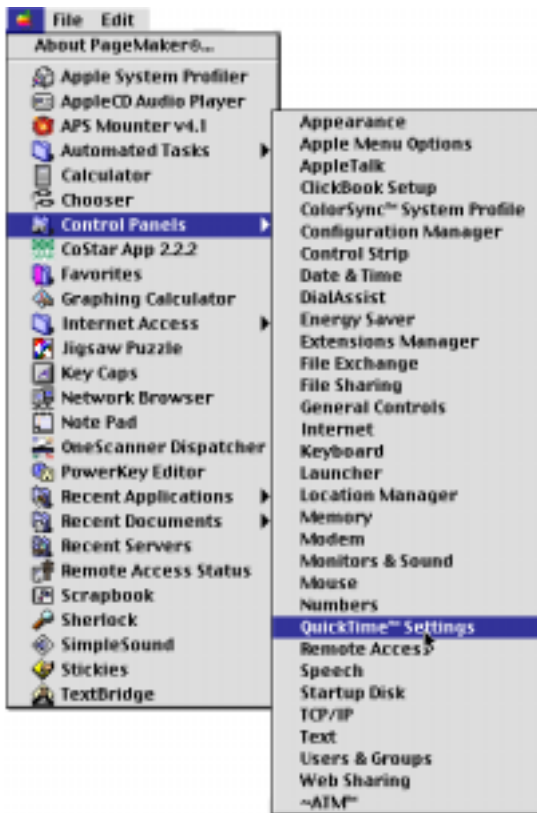 File Edit
About PageMaker®...
Apple System Profiler
AppleCD Audio Player
APS Mounter v4.1
Automated Tasks
Calculator
Chooser
Control Panels
CoStar App 2.2.2
Favorites
Graphing Calculator
Internet Access
Jigsaw Puzzle
Key Caps
Network Browser
Note Pad
OneScanner Dispatcher
PowerKey Editor
Recent Applications
Recent Documents
Recent Servers
Remote Access Status
Scrapbook
Sherlock
SimpleSound
Stickies
TextBridge
Appearance
Apple Menu Options
AppleTalk
ClickBook Setup
ColorSync™ System Profile
Configuration Manager
Control Strip
Date & Time
DialAssist
Energy Saver
Extensions Manager
File Exchange
File Sharing
General Controls
Internet
Keyboard
Launcher
Location Manager
Memory
Modem
Monitors & Sound
Mouse
Numbers
QuickTime™ Settings
Remote Access
Speech
Startup Disk
TCP/IP
Text
Users & Groups
Web Sharing
~ATM™